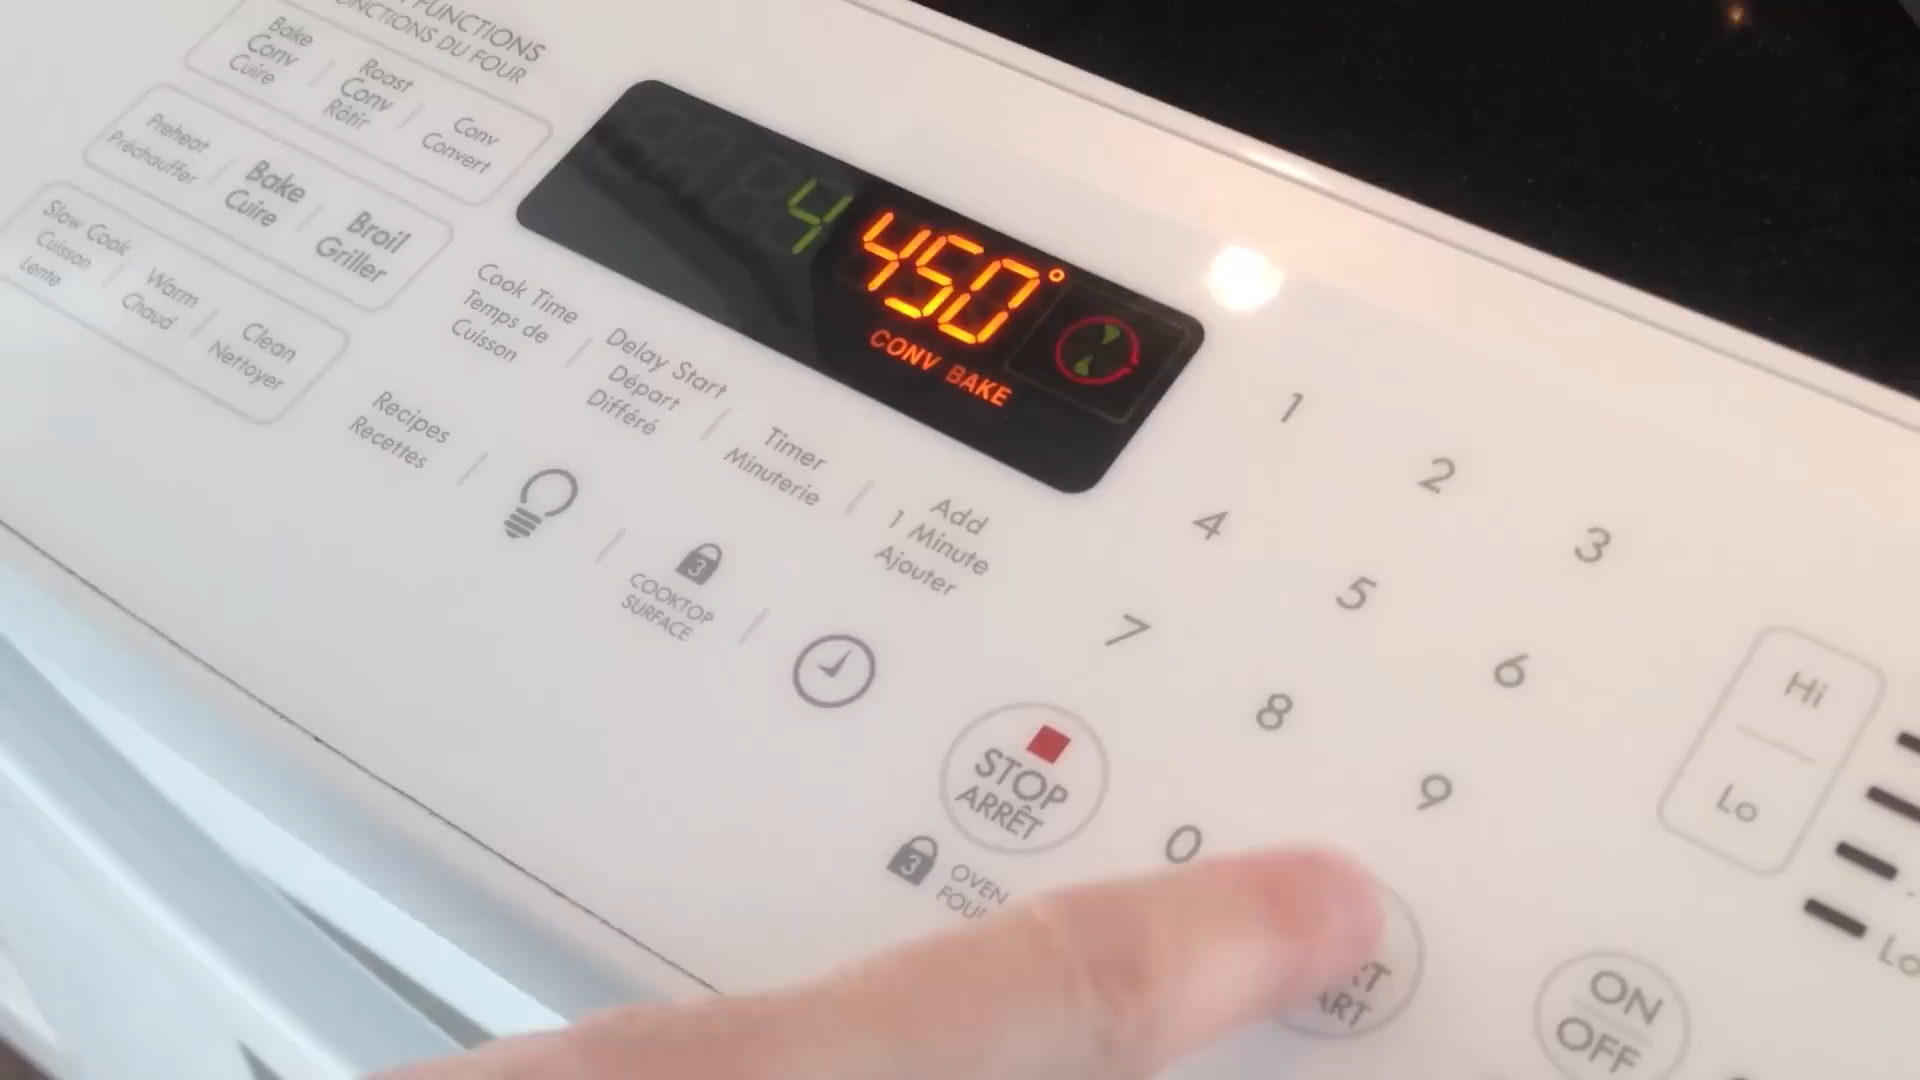 FUNCTIONS
FONCTIONS DU FOUR
Bake
Conv
Cuire
Roast
Conv
Rôtir
Conv
Convert
Preheat
Préchauffer
Bake
Cuire
Broil
Griller
Slow Cook
Cuisson
Lente
Warm
Chaud
Clean
Nettoyer
4 450°
CONV BAKE
Cook Time
Temps de
Cuisson
Delay Start
Départ
Différé
Timer
Minuterie
Add
1 Minute
Ajouter
Recipes
Recettes
3
COOKTOP
SURFACE
1
2
3
4
5
6
7
8
9
0
STOP
ARRÊT
3
OVEN
Hi
Lo
Lo
ON
OFF